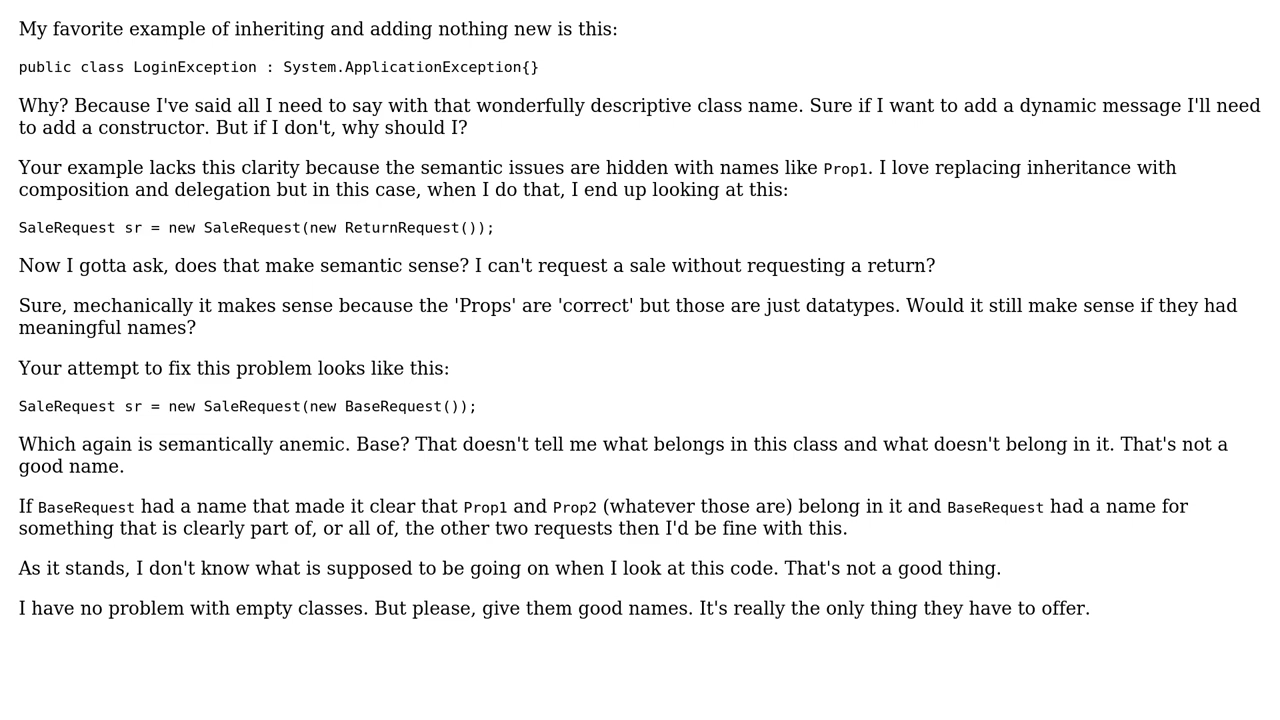 My favorite example of inheriting and adding nothing new is this:
public class LoginException : System.ApplicationException{}
Why? Because I've said all I need to say with that wonderfully descriptive class name. Sure if I want to add a dynamic message I'll need
to add a constructor. But if I don't, why should I?
Your example lacks this clarity because the semantic issues are hidden with names like Prop1. I love replacing inheritance with
composition and delegation but in this case, when I do that, I end up looking at this:
SaleRequest sr = new SaleRequest(new ReturnRequest());
Now I gotta ask, does that make semantic sense? I can't request a sale without requesting a return?
Sure, mechanically it makes sense because the 'Props' are 'correct' but those are just datatypes. Would it still make sense if they had
meaningful names?
Your attempt to fix this problem looks like this:
SaleRequest sr = new SaleRequest(new BaseRequest());
Which again is semantically anemic. Base? That doesn't tell me what belongs in this class and what doesn't belong in it. That's not a
good name.
If BaseRequest had a name that made it clear that Prop1 and Prop2 (whatever those are) belong in it and BaseRequest had a name for
something that is clearly part of, or all of, the other two requests then I'd be fine with this.
As it stands, I don't know what is supposed to be going on when I look at this code. That's not a good thing.
I have no problem with empty classes. But please, give them good names. It's really the only thing they have to offer.